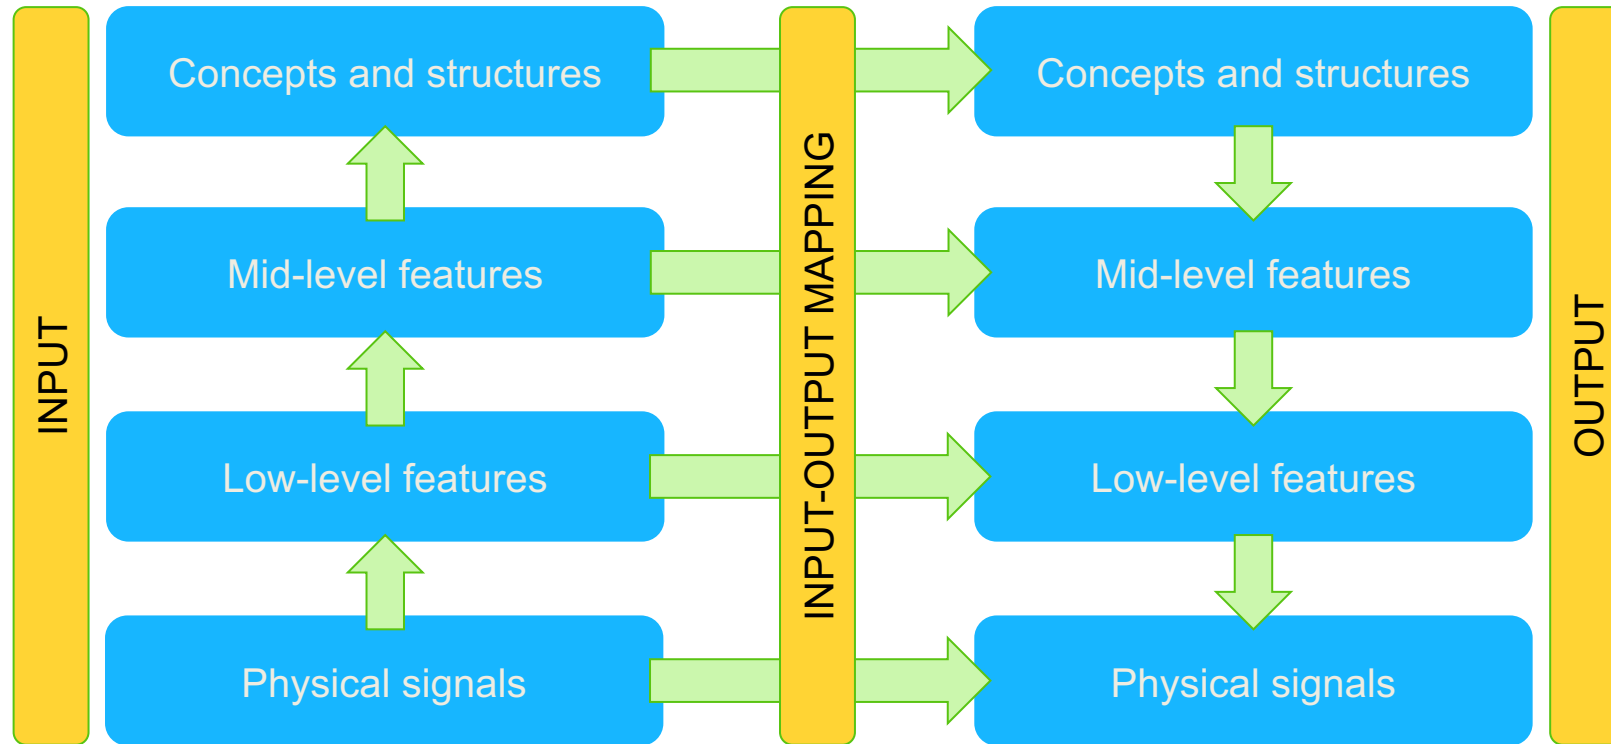 INPUT
Concepts and structures
Mid-level features
Low-level features
Physical signals
INPUT-OUTPUT MAPPING
Concepts and structures
Mid-level features
Low-level features
Physical signals
OUTPUT